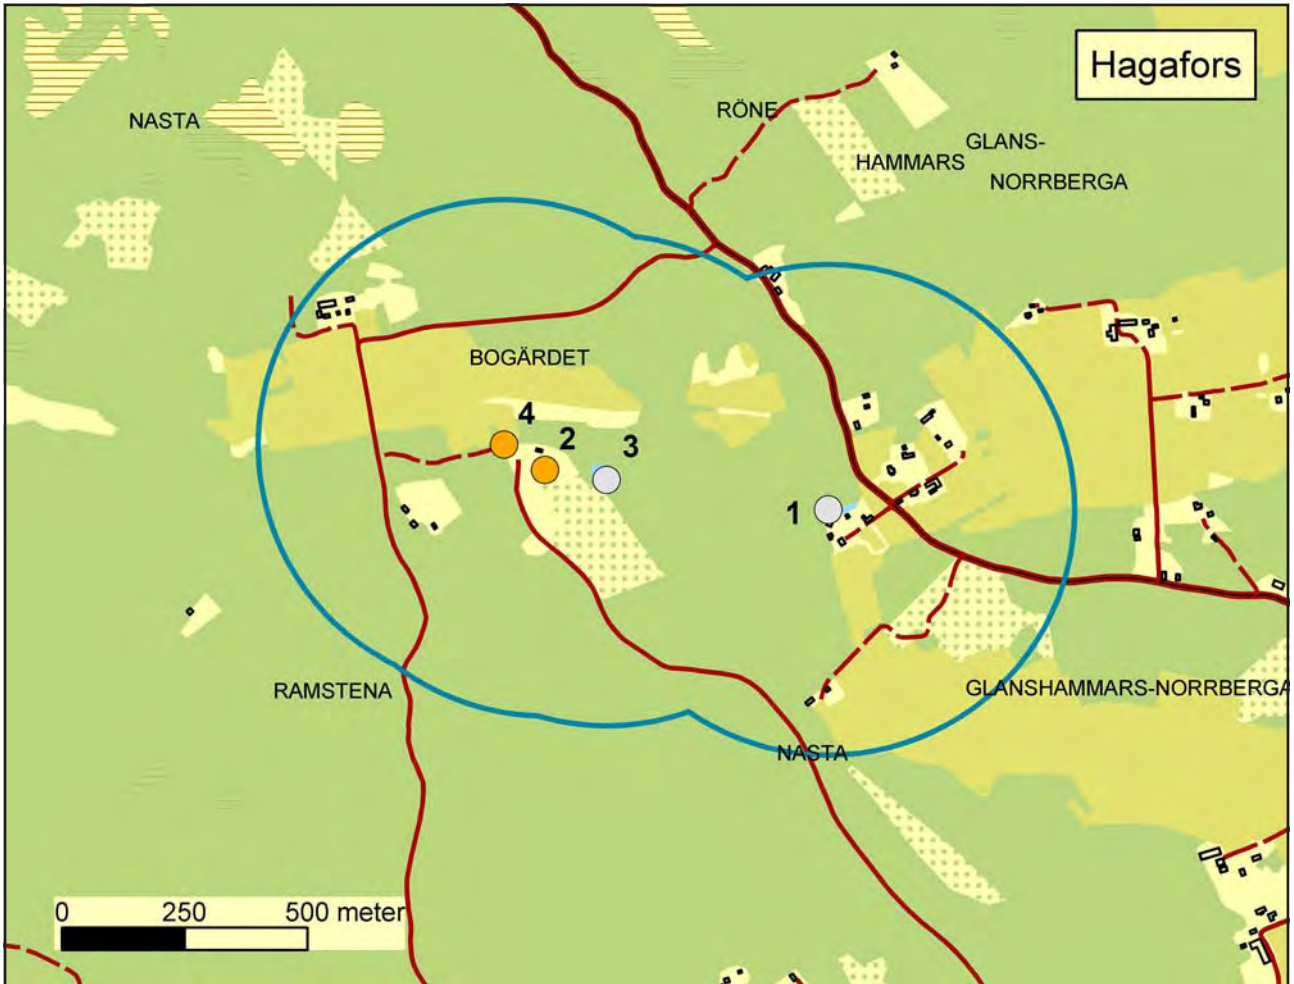 Hagafors
NASTA
RÖNE
GLANS-
HAMMARS
NORRBERGA
BOGÄRDET
4
2
3
1
RAMSTENA
GLANSHAMMARS-NORRBERGA
NASTA
0 250 500 meter